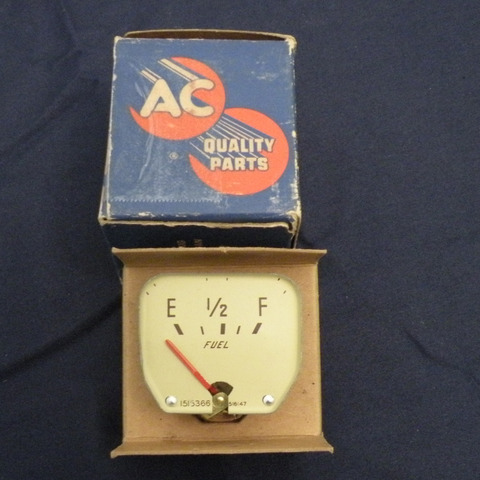 AC
QUALITY
PARTS
®
E 1/2 F
FUEL